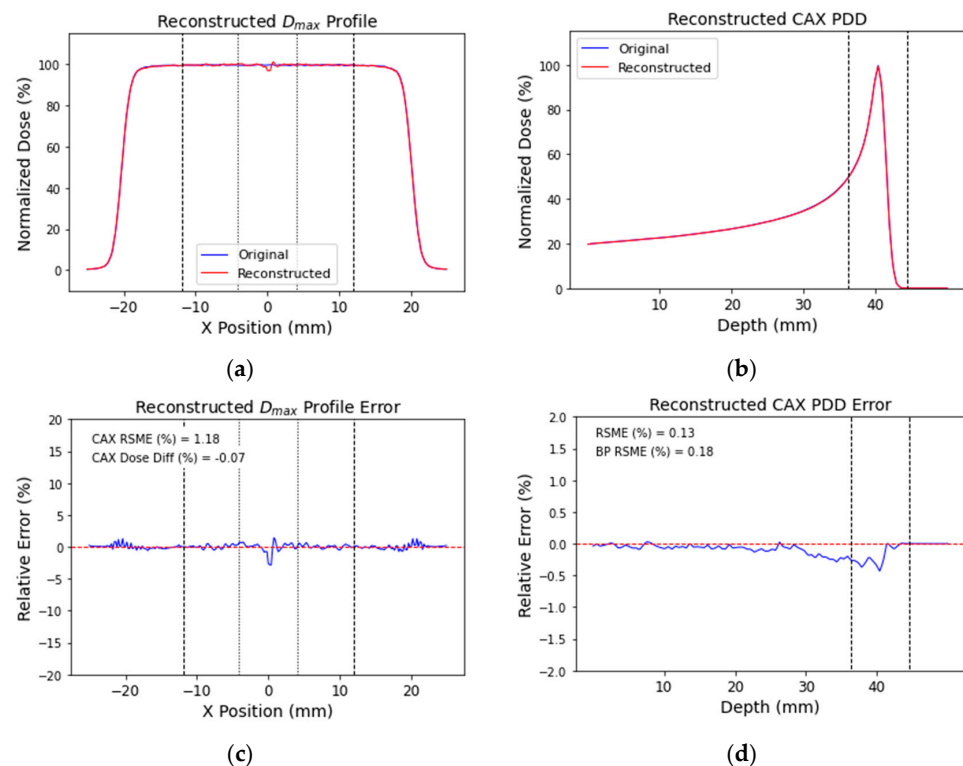 Reconstructed Dmax Profile
Normalized Dose (%)
100
80
60
40
20
0
Original
Reconstructed
−20
−10
0
10
20
X Position (mm)
(a)
Reconstructed CAX PDD
Normalized Dose (%)
100
80
60
40
20
0
Original
Reconstructed
10
20
30
40
Depth (mm)
(b)
Reconstructed Dmax Profile Error
Relative Error (%)
20
15
10
5
0
−5
−10
−15
−20
CAX RSME (%) = 1.18
CAX Dose Diff (%) = -0.07
−20
−10
0
10
20
X Position (mm)
(c)
Reconstructed CAX PDD Error
Relative Error (%)
2.0
1.5
1.0
0.5
0.0
−0.5
−1.0
−1.5
−2.0
RSME (%) = 0.13
BP RSME (%) = 0.18
10
20
30
40
Depth (mm)
(d)